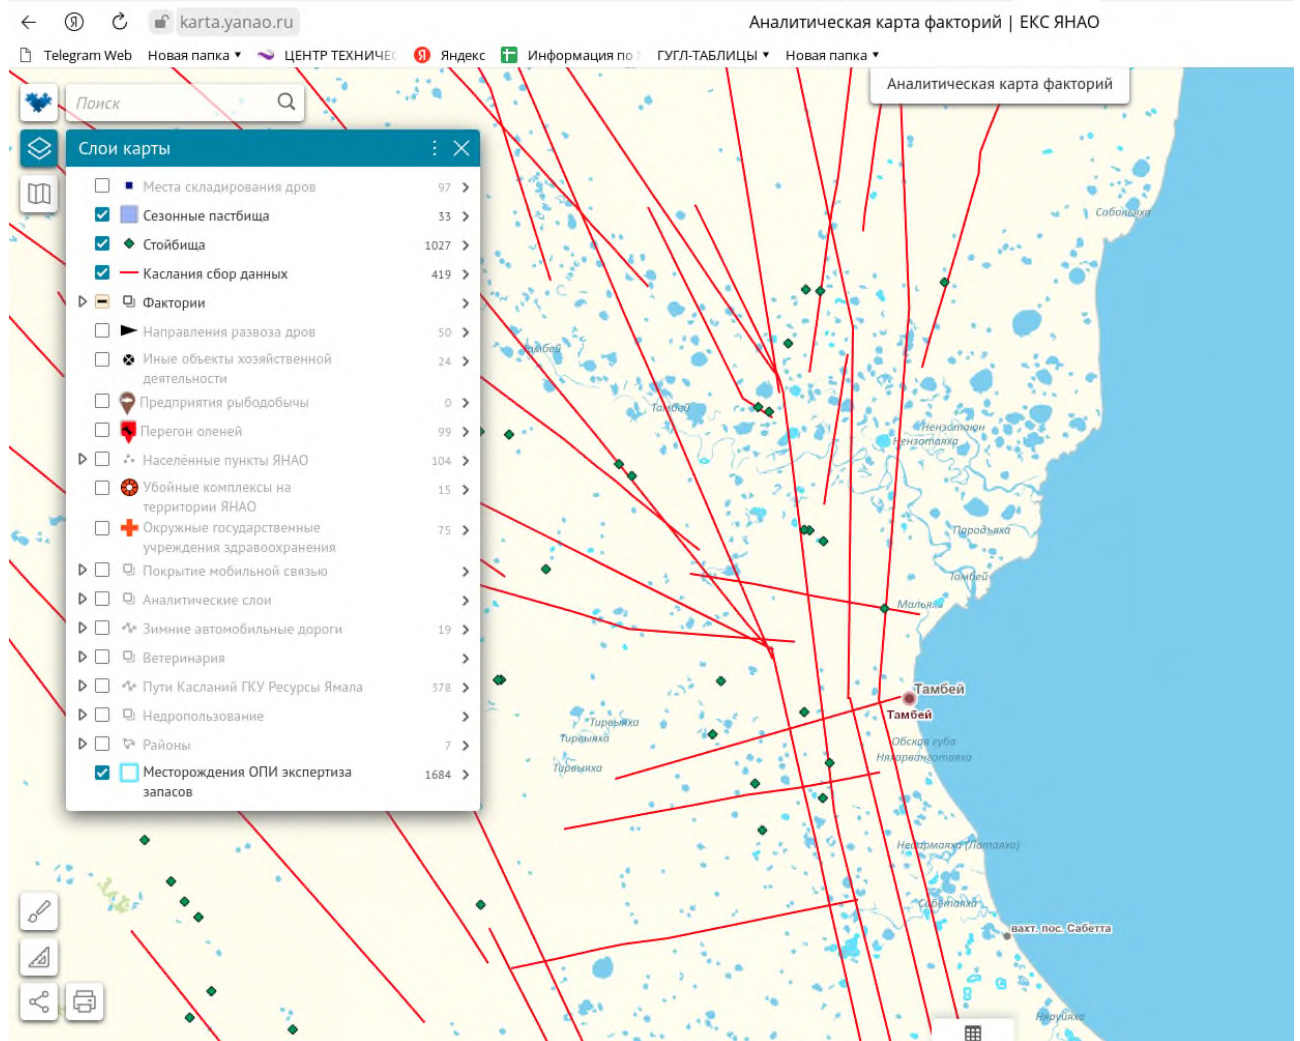 karta.yanao.ru
Аналитическая карта факторий | ЕКС ЯНАО
Telegram Web
Новая папка
ЦЕНТР ТЕХНИЧЕС
Яндекс
Информация по
ГУГЛ-ТАБЛИЦЫ
Новая папка
Аналитическая карта факторий
Поиск
Слои карты
Места складирования дров 97
Сезонные пастбища 33
Стойбища 1027
Каслания сбор данных 419
Фактории
Направления развоза дров 50
Иные объекты хозяйственной 24
деятельности
Предприятия рыбодобычи 0
Перегон оленей 99
Населённые пункты ЯНАО 104
Убойные комплексы на 15
территории ЯНАО
Окружные государственные 75
учреждения здравоохранения
Покрытие мобильной связью
Аналитические слои
Зимние автомобильные дороги 19
Ветеринария
Пути Касланий ГКУ Ресурсы Ямала 378
Недропользование
Районы 7
Месторождения ОПИ экспертиза 1684
запасов
Собольяха
Тамбей
Тамбей
Нензотаюн
Нензотаяха
Пародъяха
Тамбей
Тамбей
Тамбей
Обская губа
Няхарванготаяха
Тирвыяха
Тирвыяха
Тирвыяха
Сабетаяха
вахт. пос. Сабетта